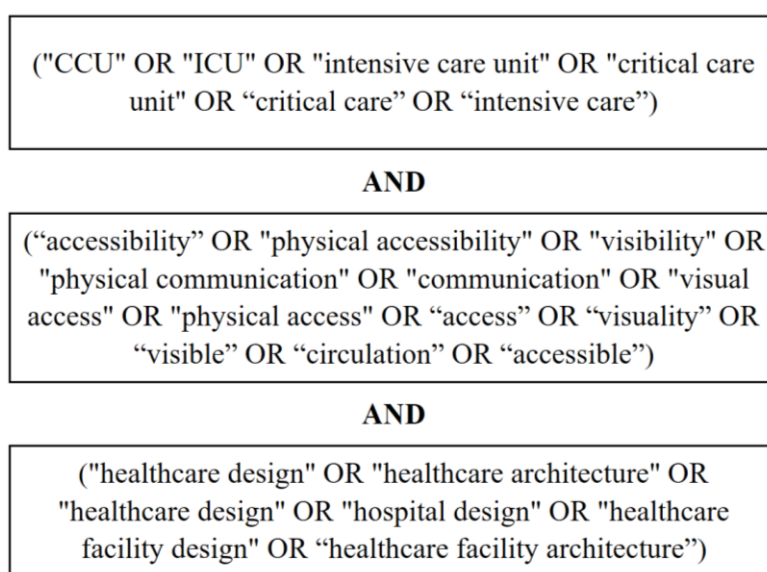 ("CCU" OR "ICU" OR "intensive care unit" OR "critical care
unit" OR “critical care” OR “intensive care”)
AND
(“accessibility” OR "physical accessibility" OR "visibility" OR
"physical communication" OR "communication" OR "visual
access" OR "physical access" OR “access” OR “visuality” OR
“visible” OR “circulation” OR “accessible”)
AND
("healthcare design" OR "healthcare architecture" OR
"healthcare design" OR "hospital design" OR "healthcare
facility design" OR “healthcare facility architecture”)